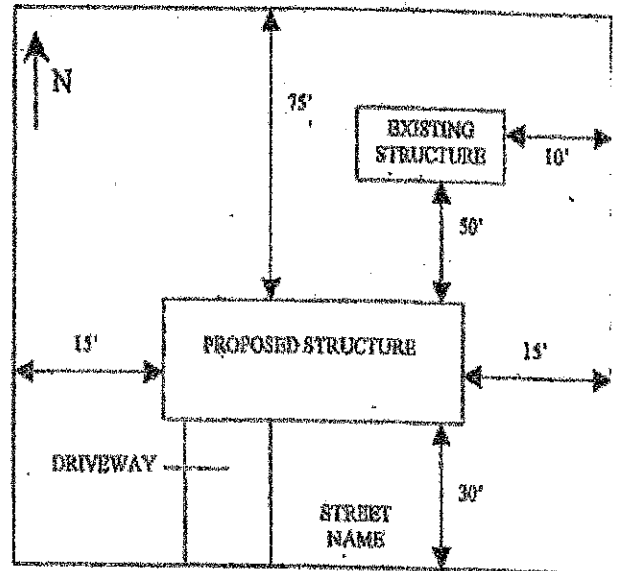 N
75'
EXISTING
STRUCTURE
10'
50'
15'
PROPOSED STRUCTURE
15'
DRIVEWAY
30'
STREET
NAME